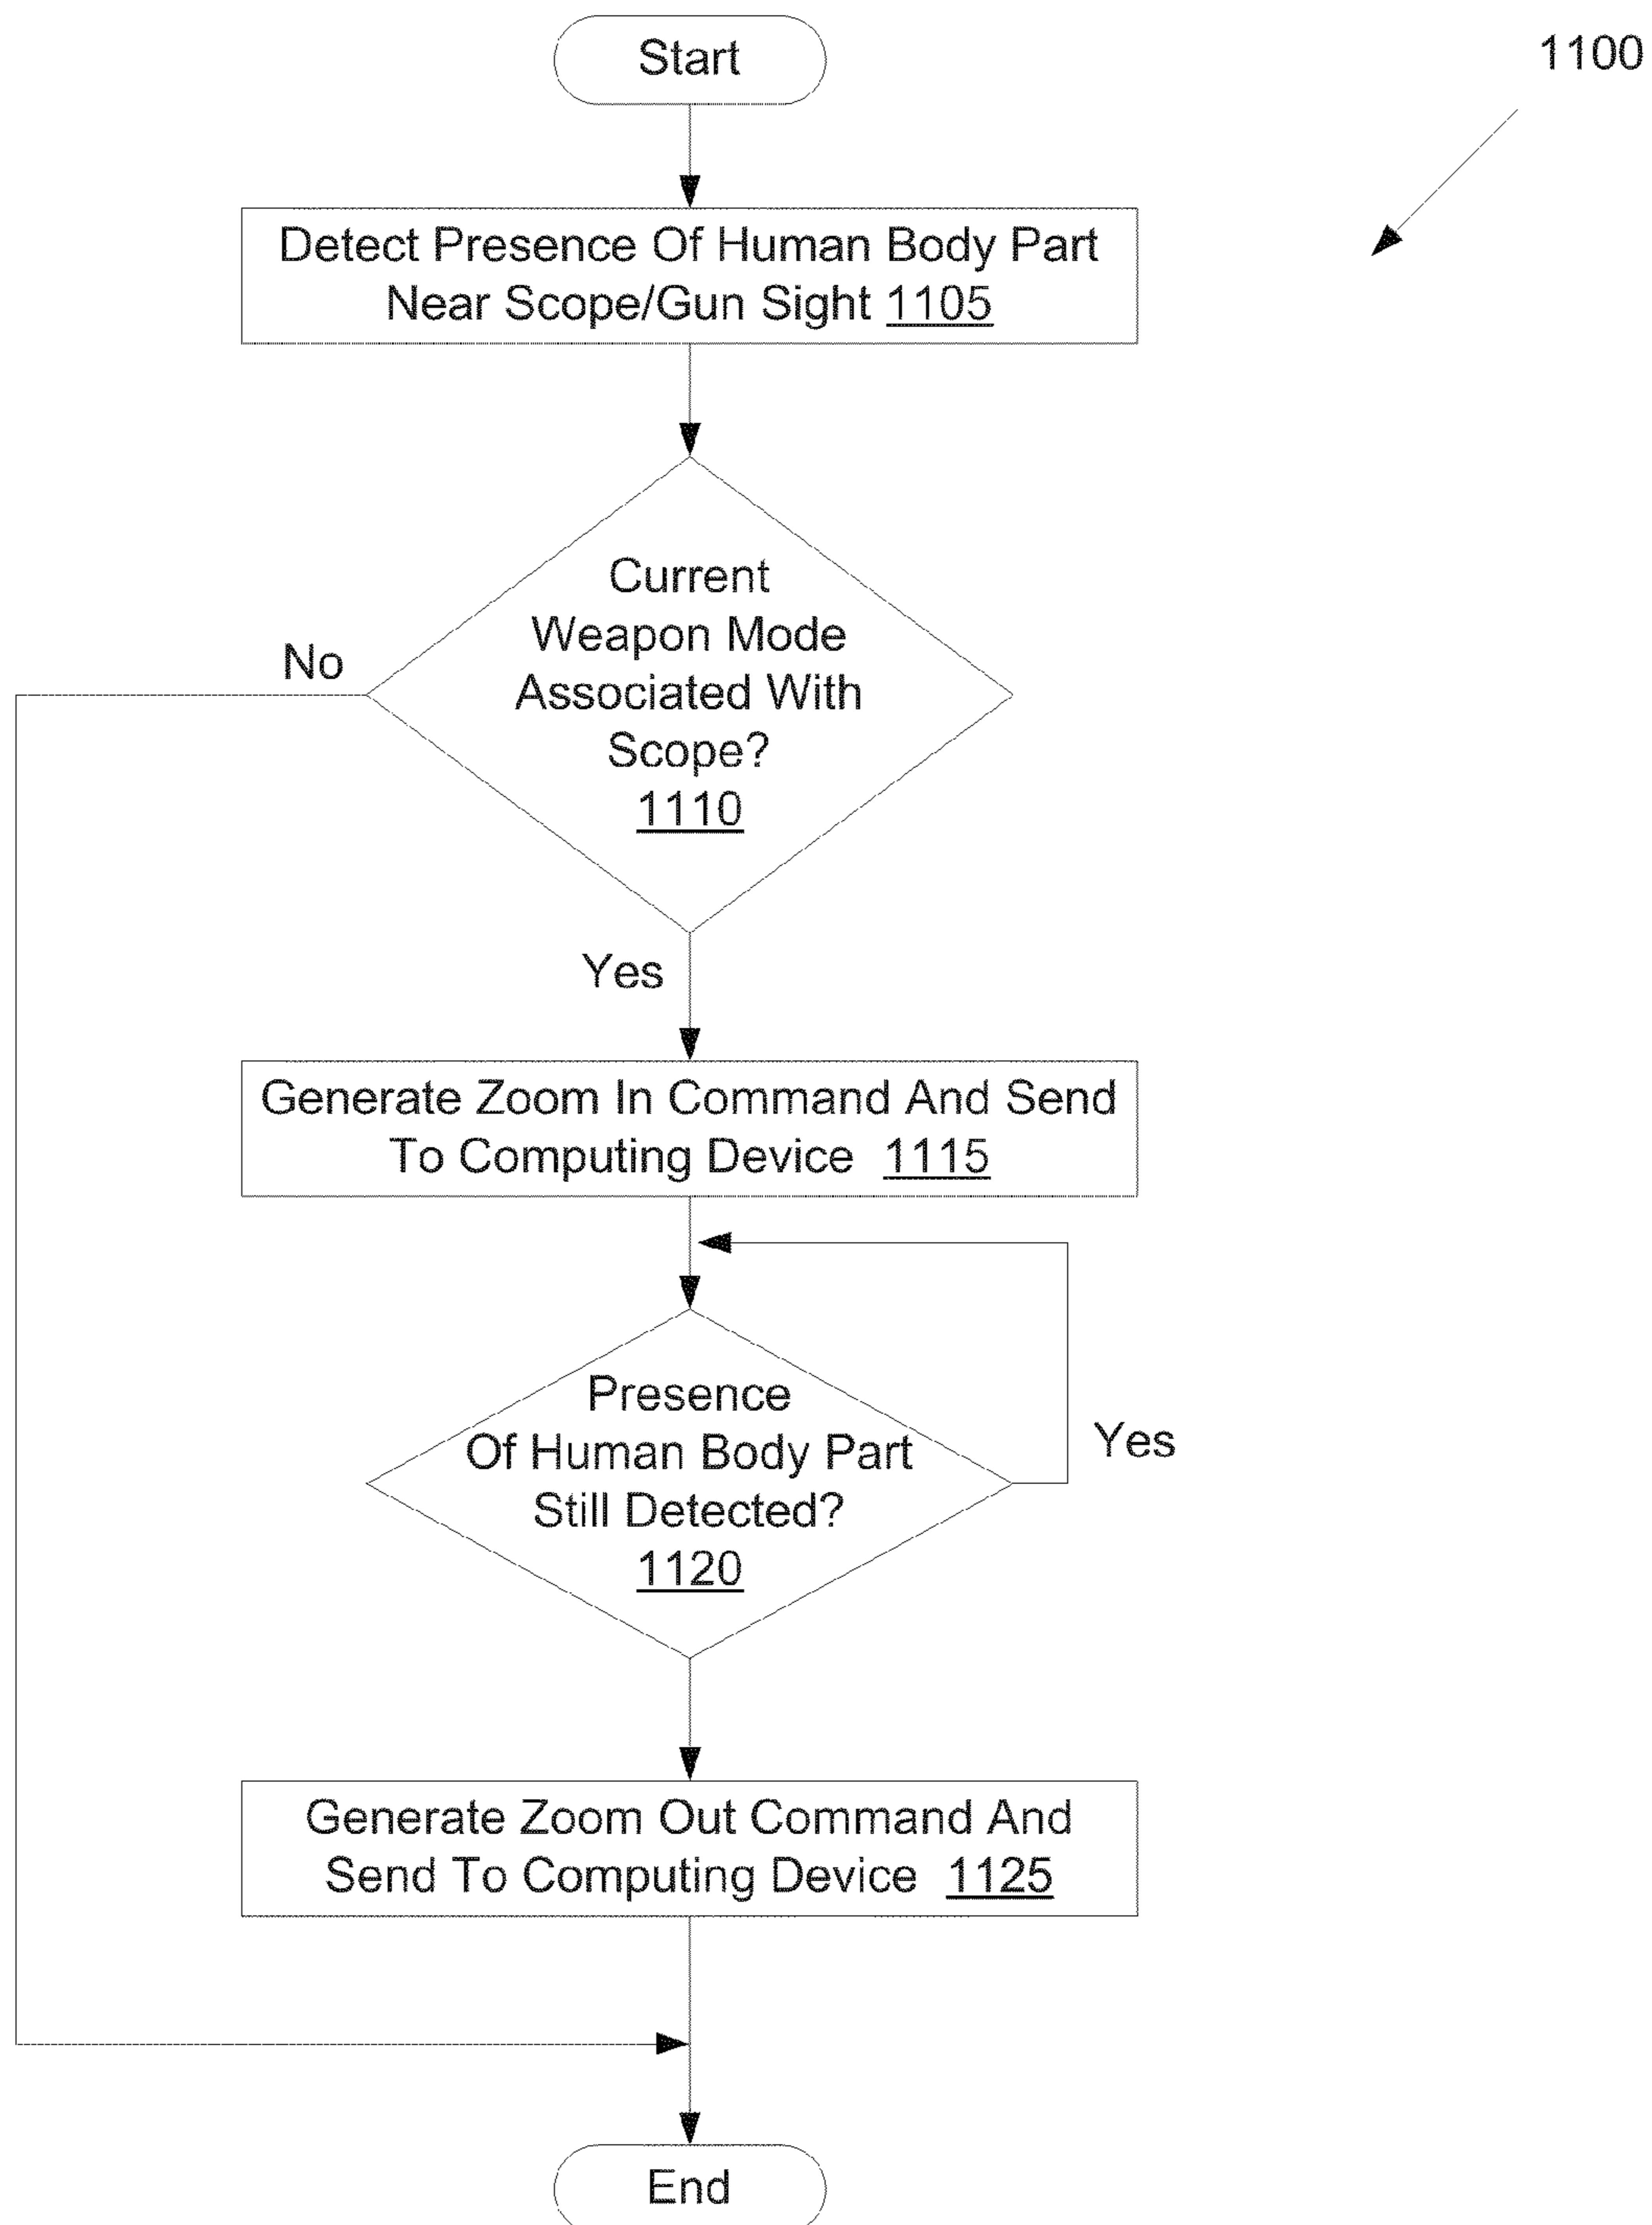 Start
1100
Detect Presence Of Human Body Part
Near Scope/Gun Sight 1105
Current
Weapon Mode
Associated With
Scope?
1110
No
Yes
Generate Zoom In Command And Send
To Computing Device 1115
Presence
Of Human Body Part
Still Detected?
1120
Yes
Generate Zoom Out Command And
Send To Computing Device 1125
End